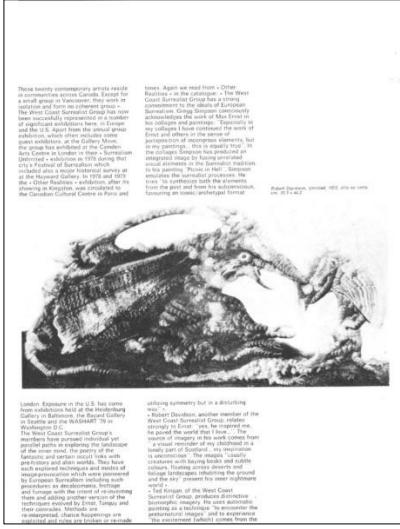 These twenty contemporary artists reside
in communities across Canada. Except for
a small group in Vancouver, they work in
isolation and form no coherent group.
The West Coast Surrealist Group has now
been successfully represented in a number
of significant exhibitions here, in Europe
and the U.S. Apart from the annual group
exhibition, which often includes some
guest exhibitors, at the Gallery Move,
the group has exhibited at the Camden
Arts Centre in London in their « Surrealism
Unlimited » exhibition in 1978 during that
city's Festival of Surrealism which
included also a major historical survey at
at the Hayward Gallery. In 1978 and 1979
the « Other Realities » exhibition, after its
showing in Kingston, was circulated to
the Canadian Cultural Centre in Paris and
London. Exposure in the U.S. has come
from exhibitions held at the Heidenburg
Gallery in Baltimore, the Bayard Gallery
in Seattle and the WASHART '79 in
Washington D.C.
The West Coast Surrealist Group's
members have pursued individual yet
parallel paths in exploring the landscape
of the inner mind, the poetry of the
fantastic and certain occult links with
pre-history and alien worlds. They have
each explored techniques and modes of
image-provocation which were pioneered
by European Surrealism including such
procedures as decalcomania, frottage
and fumage with the intent of re-inventing
them and adding another version of the
techniques evolved by Ernst, Tanguy and
their comrades. Methods are
re-interpreted, chance happenings are
exploited and rules are broken or re-made
times. Again we read from « Other
Realities » in the catalogue: « The West
Coast Surrealist Group has a strong
commitment to the ideals of European
Surrealism. Gregg Simpson consciously
acknowledges the work of Max Ernst in
his collages and paintings. "Especially in
my collages I have continued the work of
Ernst and others in the sense of
juxtaposition of incongruous elements, but
in my paintings... this is equally true". In
the collages Simpson has produced an
integrated image by fusing unrelated
visual elements in the Surrealist tradition.
In his painting 'Picnic in Hell', Simpson
emulates the surrealist processes. He
tries "to synthesize both the elements
from the past and from his subconscious,
favouring an iconic/archetypal format
utilizing symmetry but in a disturbing
way".
« Robert Davidson, another member of the
West Coast Surrealist Group, relates
strongly to Ernst: "yes, he inspired me,
he paved the world that I love...". The
source of imagery in his work comes from
a visual reminder of my childhood in a
lonely part of Scotland... my inspiration
is unconscious". The images "usually
creatures with baying beaks and subtle
colours, floating across deserts and
foliage landscapes inhabiting the ground
and the sky" present his inner nightmare
world.
« Ted Kingan, of the West Coast
Surrealist Group, produces distinctive
biomorphic imagery. He uses automatic
painting as a technique "to encounter the
preternatural images" and to experience
"the excitement (which) comes from the
Robert Davidson, untitled, 1972, olio su carta